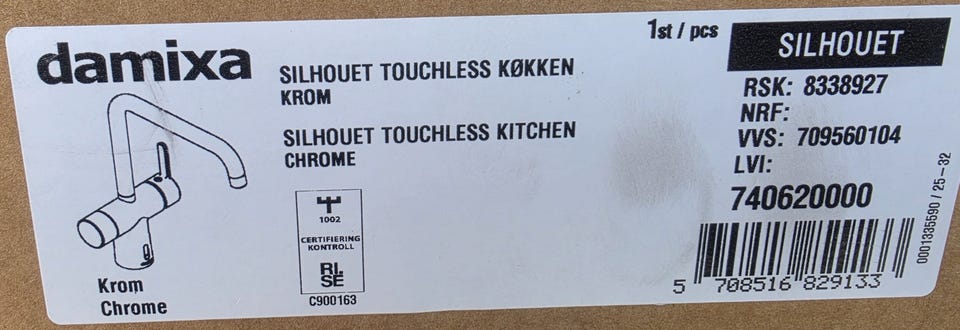 damixa
SILHOUET TOUCHLESS KØKKEN
KROM
SILHOUET TOUCHLESS KITCHEN
CHROME
1002
CERTIFIERING
KONTROLL
RI.
SE
C900163
Krom
Chrome
1st / pcs
SILHOUET
RSK: 8338927
NRF:
VVS: 709560104
LVI:
740620000
5 708516 829133
0001335590 / 25-32